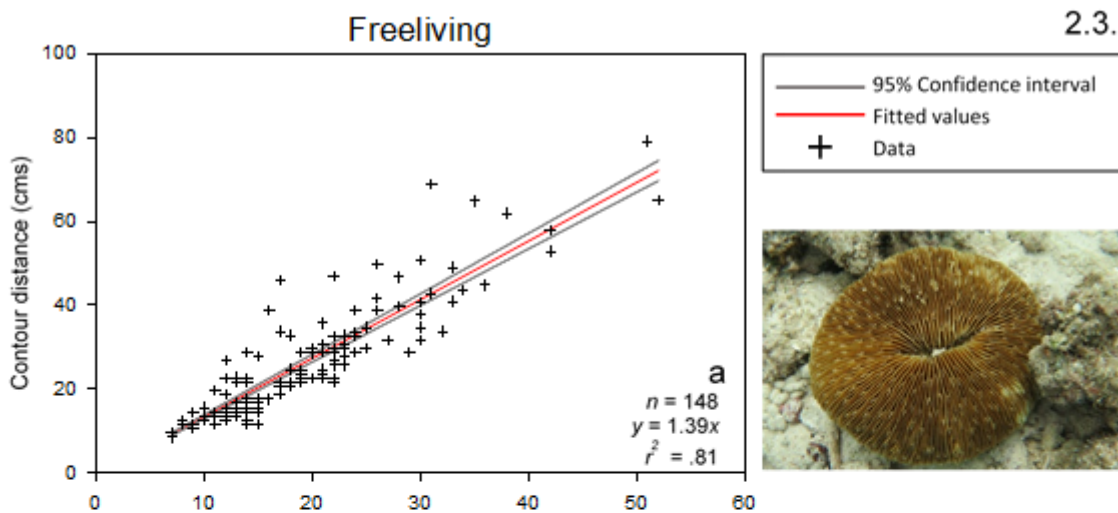 Freeliving
2.3.
100
80
60
40
20
0
Contour distance (cms)
a
n = 148
y = 1.39x
r² = .81
0 10 20 30 40 50 60
95% Confidence interval
Fitted values
Data